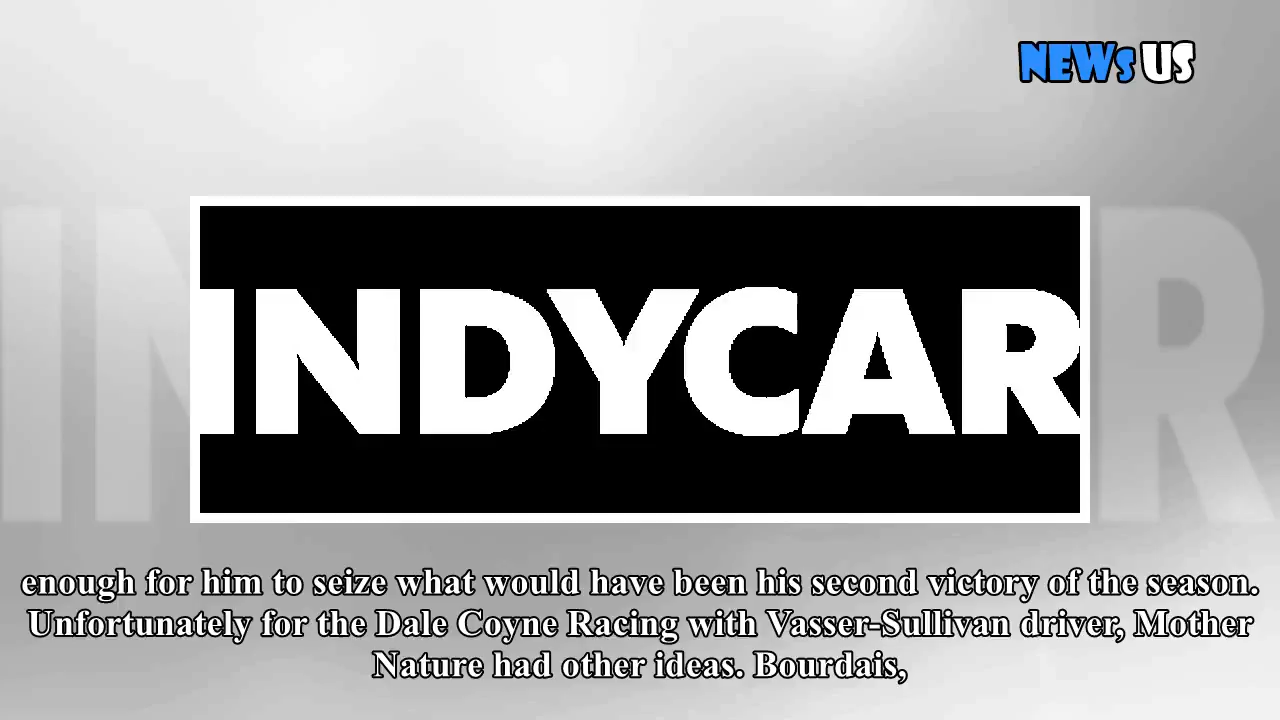 NEWs US
INDYCAR
enough for him to seize what would have been his second victory of the season.
Unfortunately for the Dale Coyne Racing with Vasser-Sullivan driver, Mother
Nature had other ideas. Bourdais,